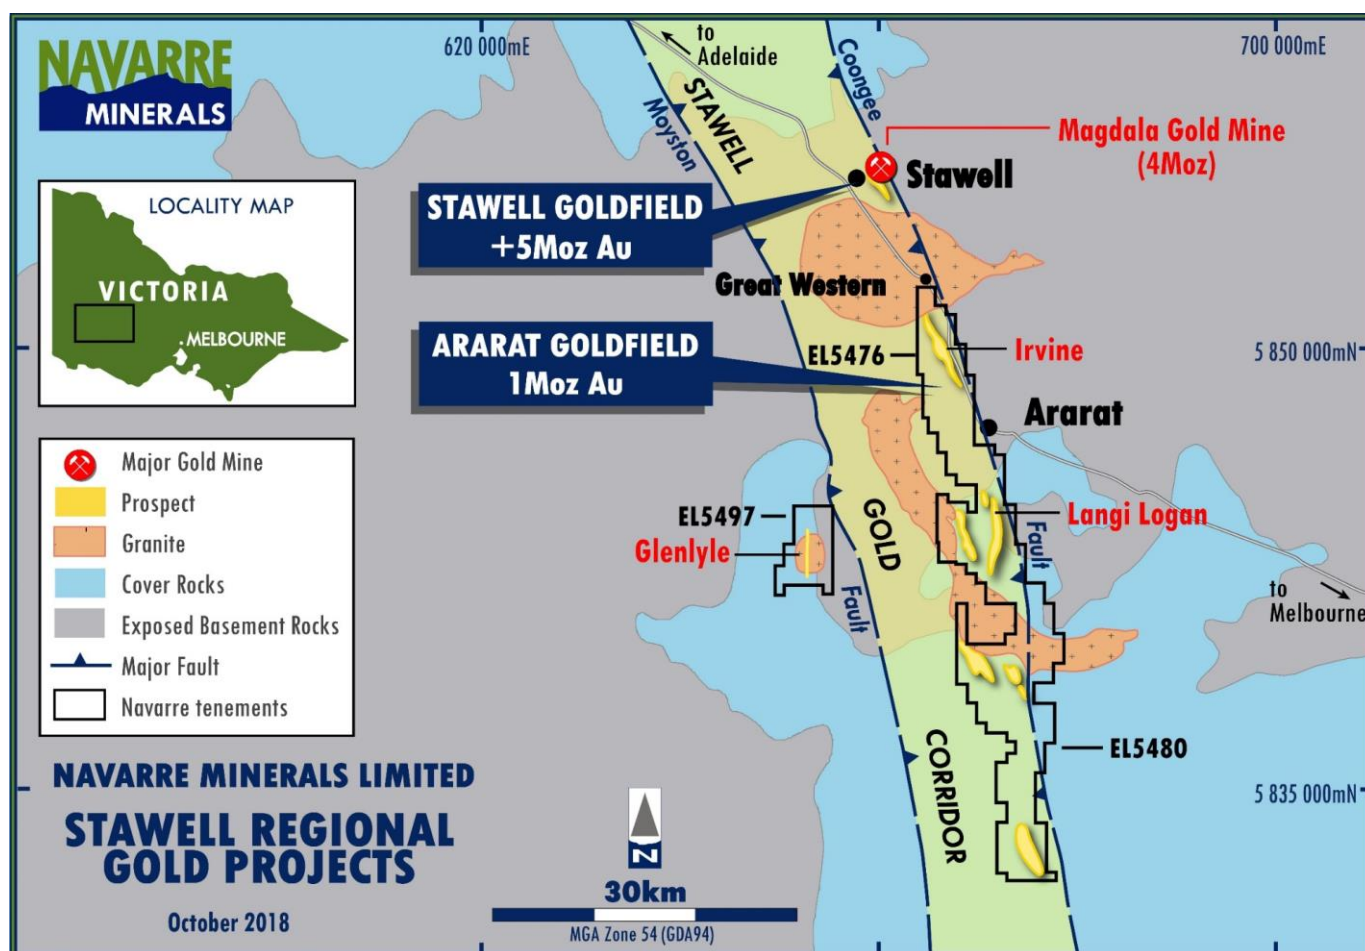 NAVARRE
MINERALS
620 000mE
700 000mE
to
Adelaide
Coongee
STAWELL
Moyston
Magdala Gold Mine
(4Moz)
Stawell
LOCALITY MAP
VICTORIA
MELBOURNE
STAWELL GOLDFIELD
+5Moz Au
Great Western
ARARAT GOLDFIELD
1Moz Au
EL5476
Irvine
5 850 000mN
Ararat
Major Gold Mine
Prospect
Granite
Cover Rocks
Exposed Basement Rocks
Major Fault
Navarre tenements
EL5497
Glenlyle
GOLD
Langi Logan
Fault
Fault
to
Melbourne
EL5480
CORRIDOR
5 835 000mN
NAVARRE MINERALS LIMITED
STAWELL REGIONAL
GOLD PROJECTS
October 2018
N
30km
MGA Zone 54 (GDA94)